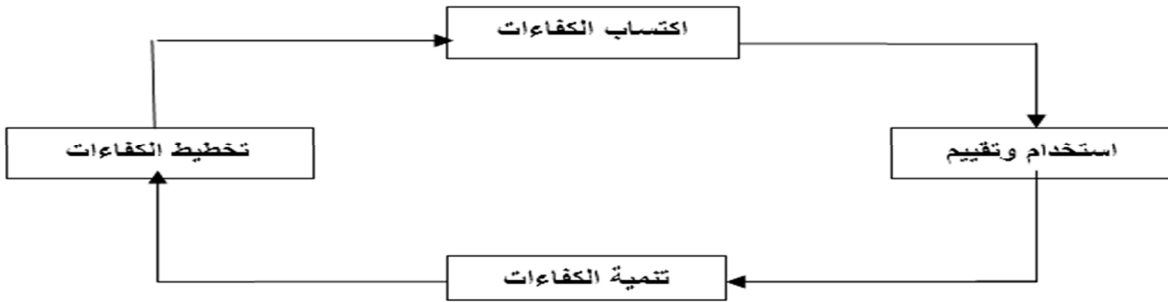 اكتساب الكفاءات
استخدام وتقييم
تخطيط الكفاءات
تنمية الكفاءات